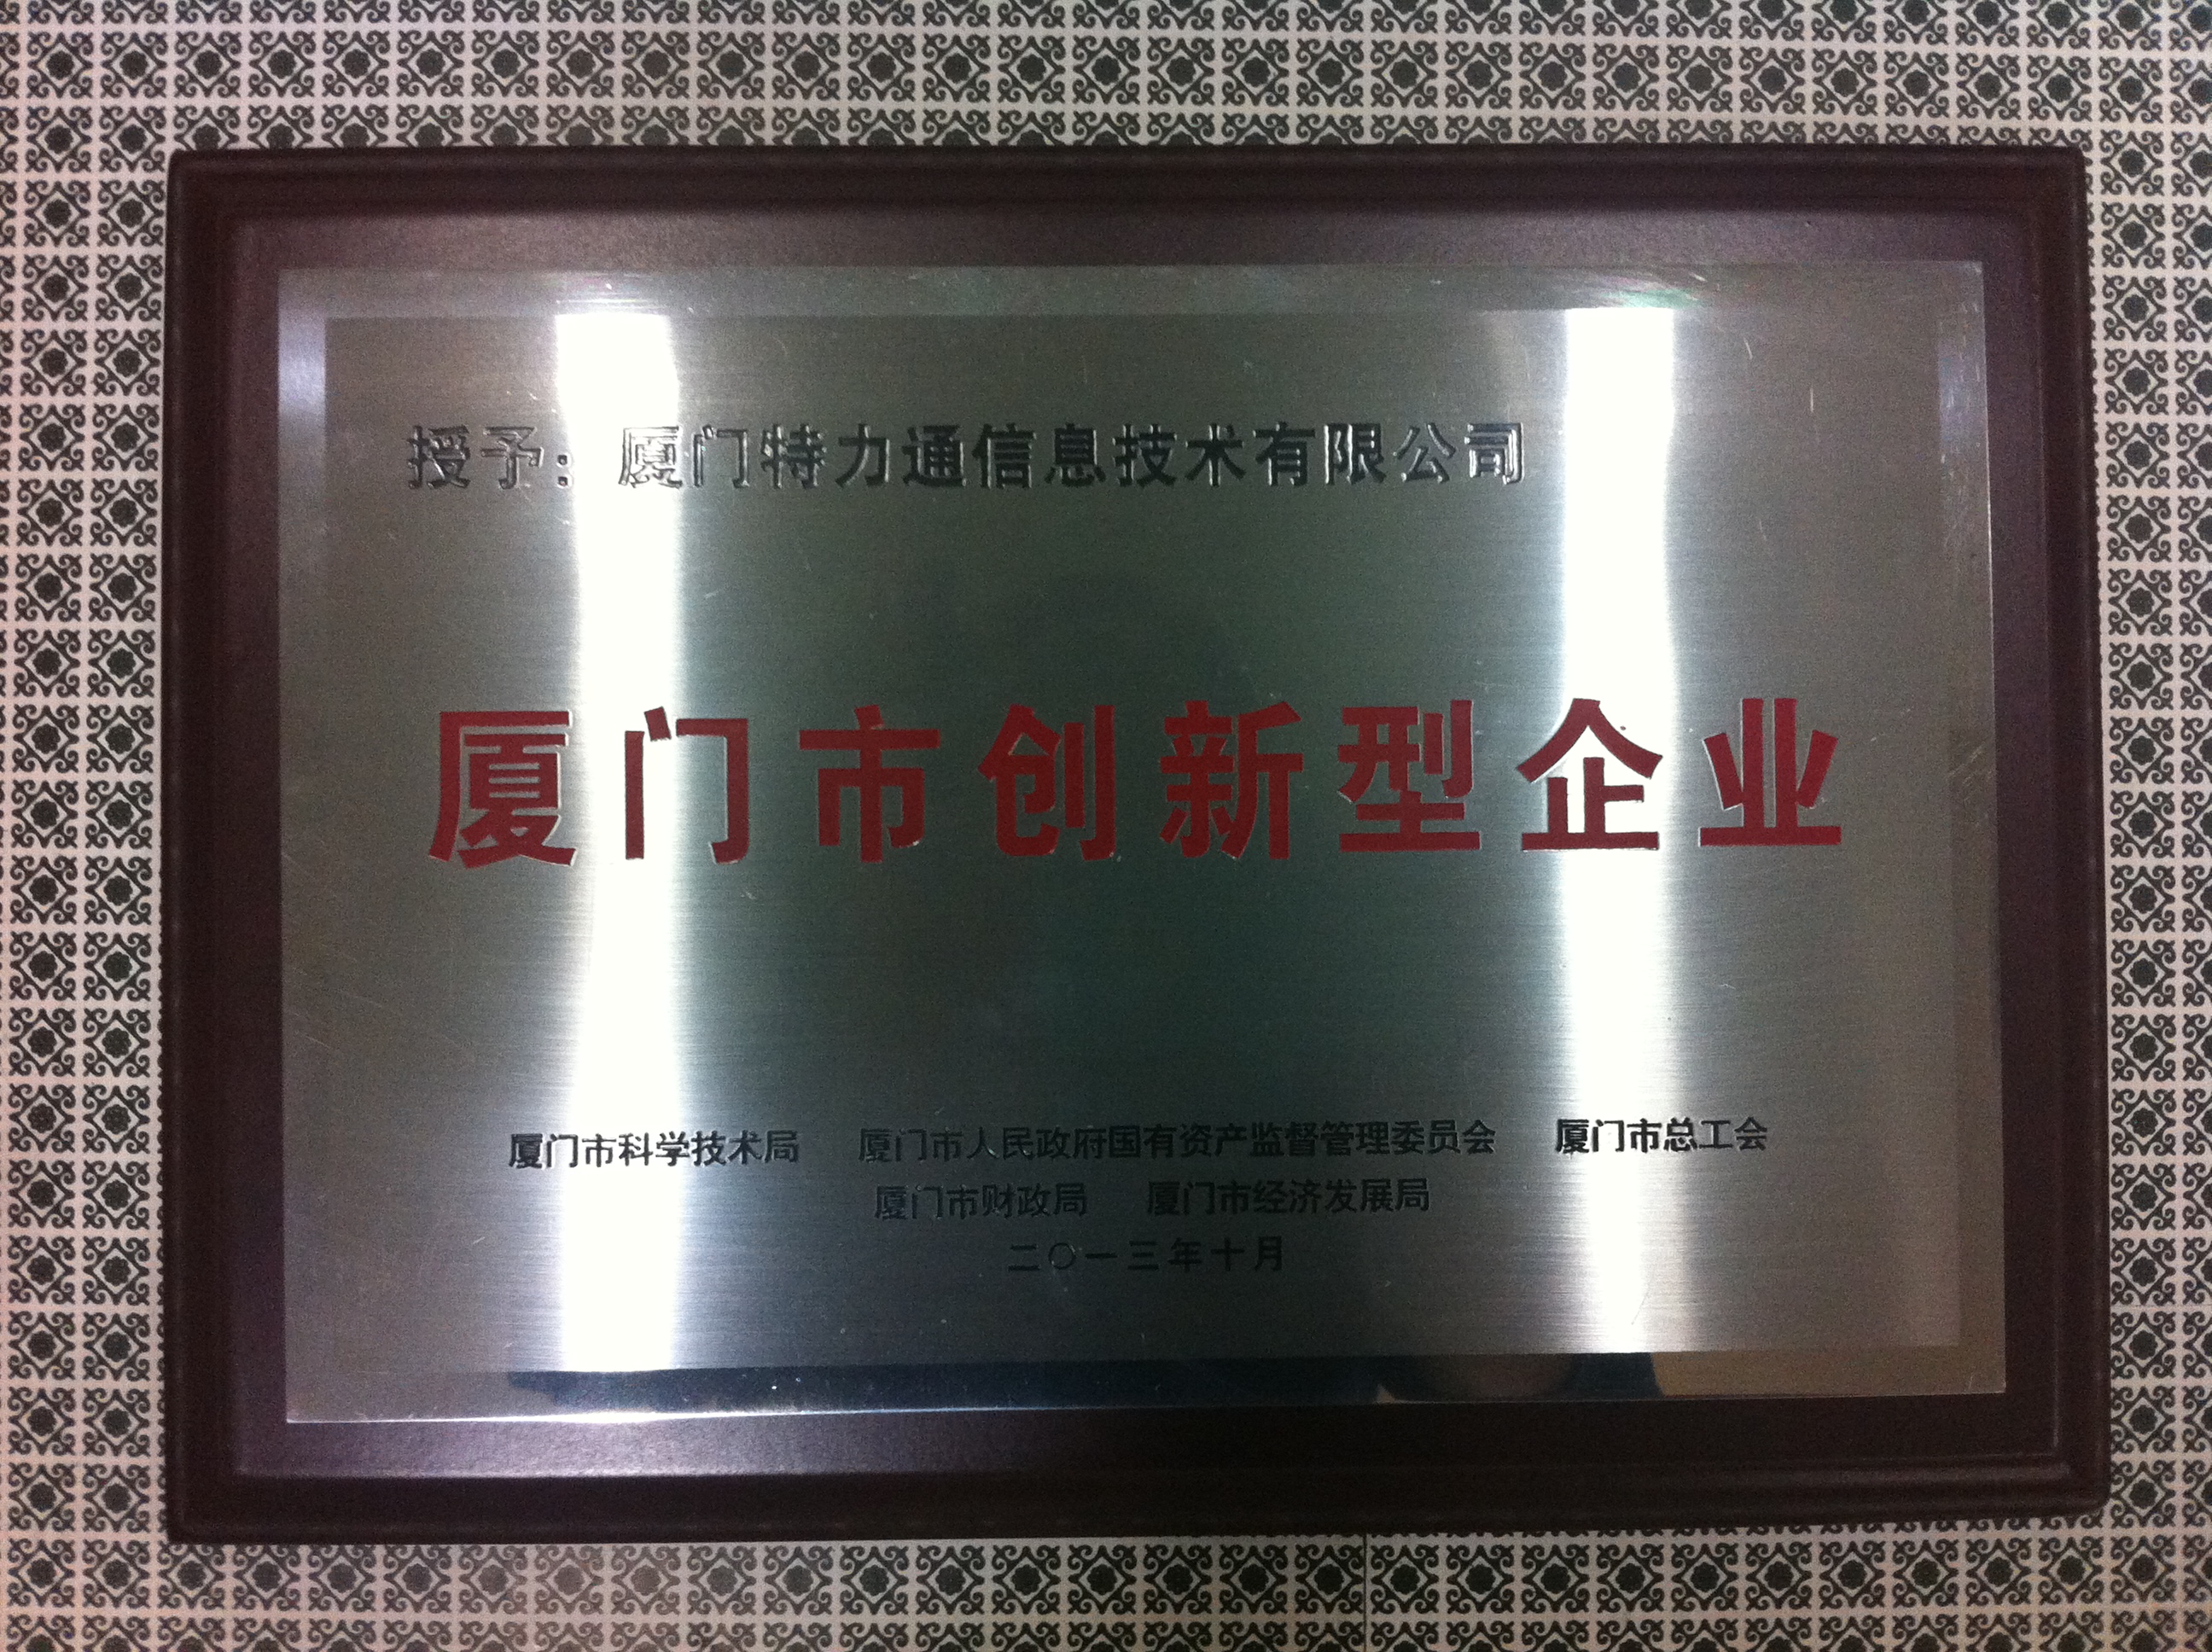 授予：厦门特力通信息技术有限公司
厦门市创新型企业
厦门市科学技术局 厦门市人民政府国有资产监督管理委员会 厦门市总工会
厦门市财政局 厦门市经济发展局
二〇一三年十月